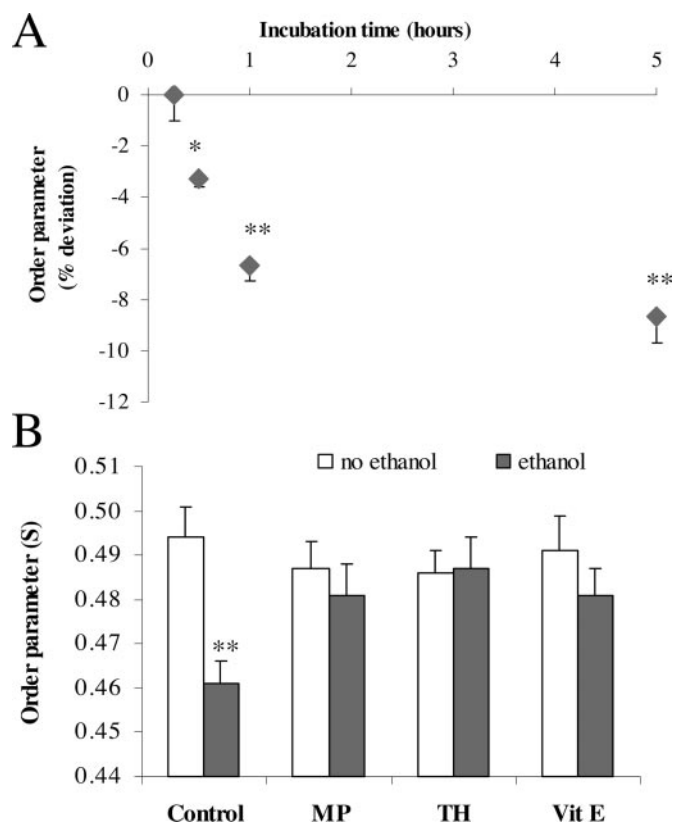 A
Incubation time (hours)
0 1 2 3 4 5
0
-2
-4
-6
-8
-10
-12
Order parameter
(% deviation)
*
**
**
B
no ethanol ethanol
0.51
0.50
0.49
0.48
0.47
0.46
0.45
0.44
Order parameter (S)
**
Control MP TH Vit E